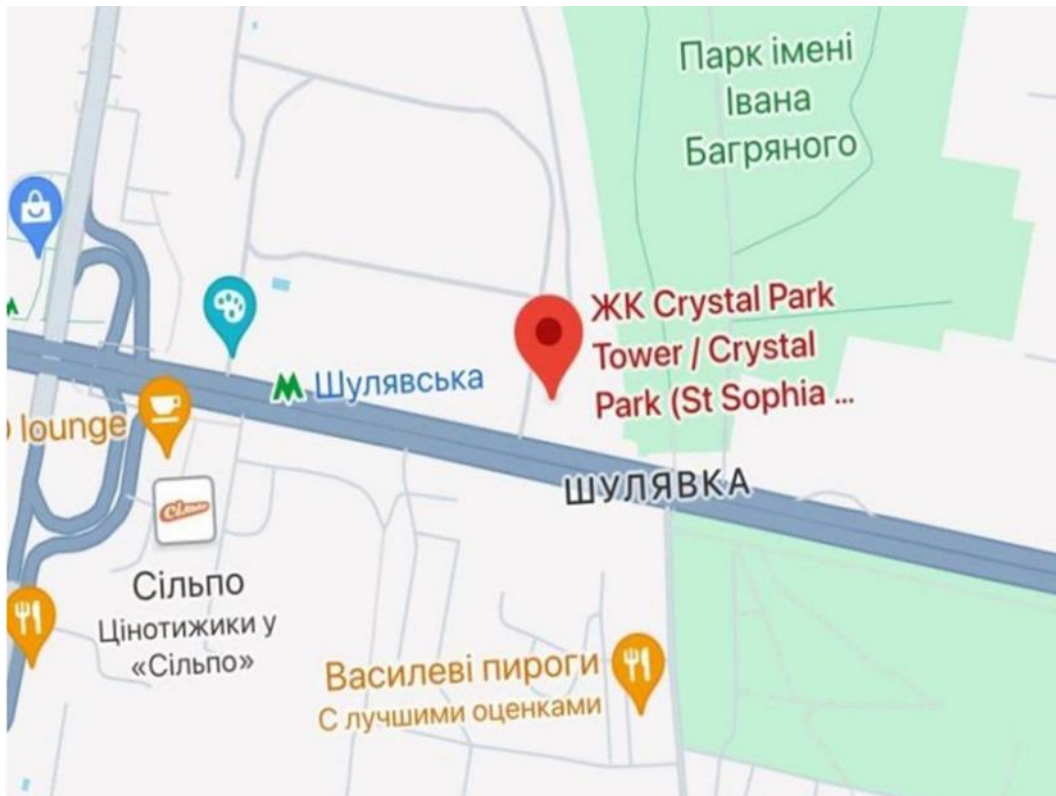 Парк імені
Івана
Багряного
ЖК Crystal Park
Tower / Crystal
Park (St Sophia ...
Шулявська
lounge
ШУЛЯВКА
Сільпо
Сільпо
Цінотижики у
«Сільпо»
Василеві пироги
С лучшими оценками